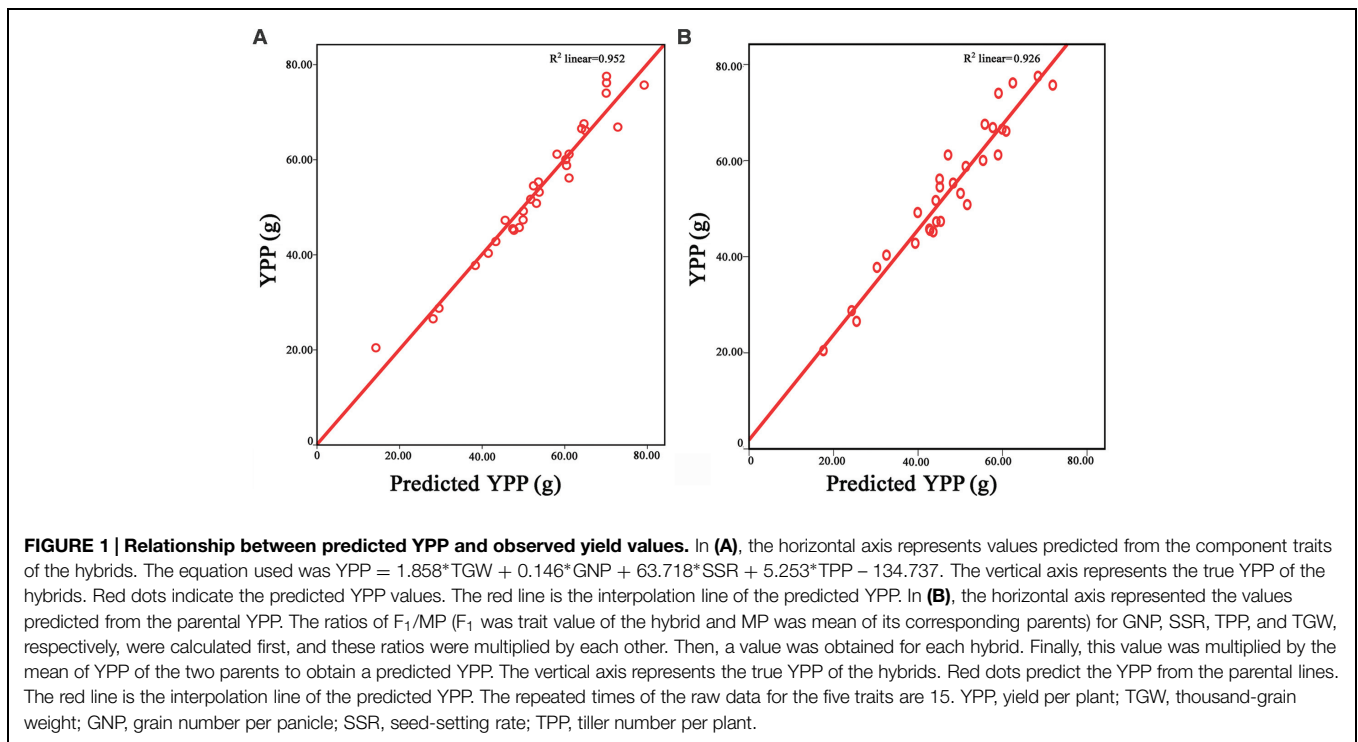 A
R² linear=0.952
80.00
60.00
40.00
20.00
0
YPP (g)
0 20.00 40.00 60.00 80.00
Predicted YPP (g)
B
R² linear=0.926
80.00
60.00
40.00
20.00
0
YPP (g)
0 20.00 40.00 60.00 80.00
Predicted YPP (g)
FIGURE 1 | Relationship between predicted YPP and observed yield values. In (A), the horizontal axis represents values predicted from the component traits
of the hybrids. The equation used was YPP = 1.858*TGW + 0.146*GNP + 63.718*SSR + 5.253*TPP – 134.737. The vertical axis represents the true YPP of the
hybrids. Red dots indicate the predicted YPP values. The red line is the interpolation line of the predicted YPP. In (B), the horizontal axis represented the values
predicted from the parental YPP. The ratios of F₁/MP (F₁ was trait value of the hybrid and MP was mean of its corresponding parents) for GNP, SSR, TPP, and TGW,
respectively, were calculated first, and these ratios were multiplied by each other. Then, a value was obtained for each hybrid. Finally, this value was multiplied by the
mean of YPP of the two parents to obtain a predicted YPP. The vertical axis represents the true YPP of the hybrids. Red dots predict the YPP from the parental lines.
The red line is the interpolation line of the predicted YPP. The repeated times of the raw data for the five traits are 15. YPP, yield per plant; TGW, thousand-grain
weight; GNP, grain number per panicle; SSR, seed-setting rate; TPP, tiller number per plant.